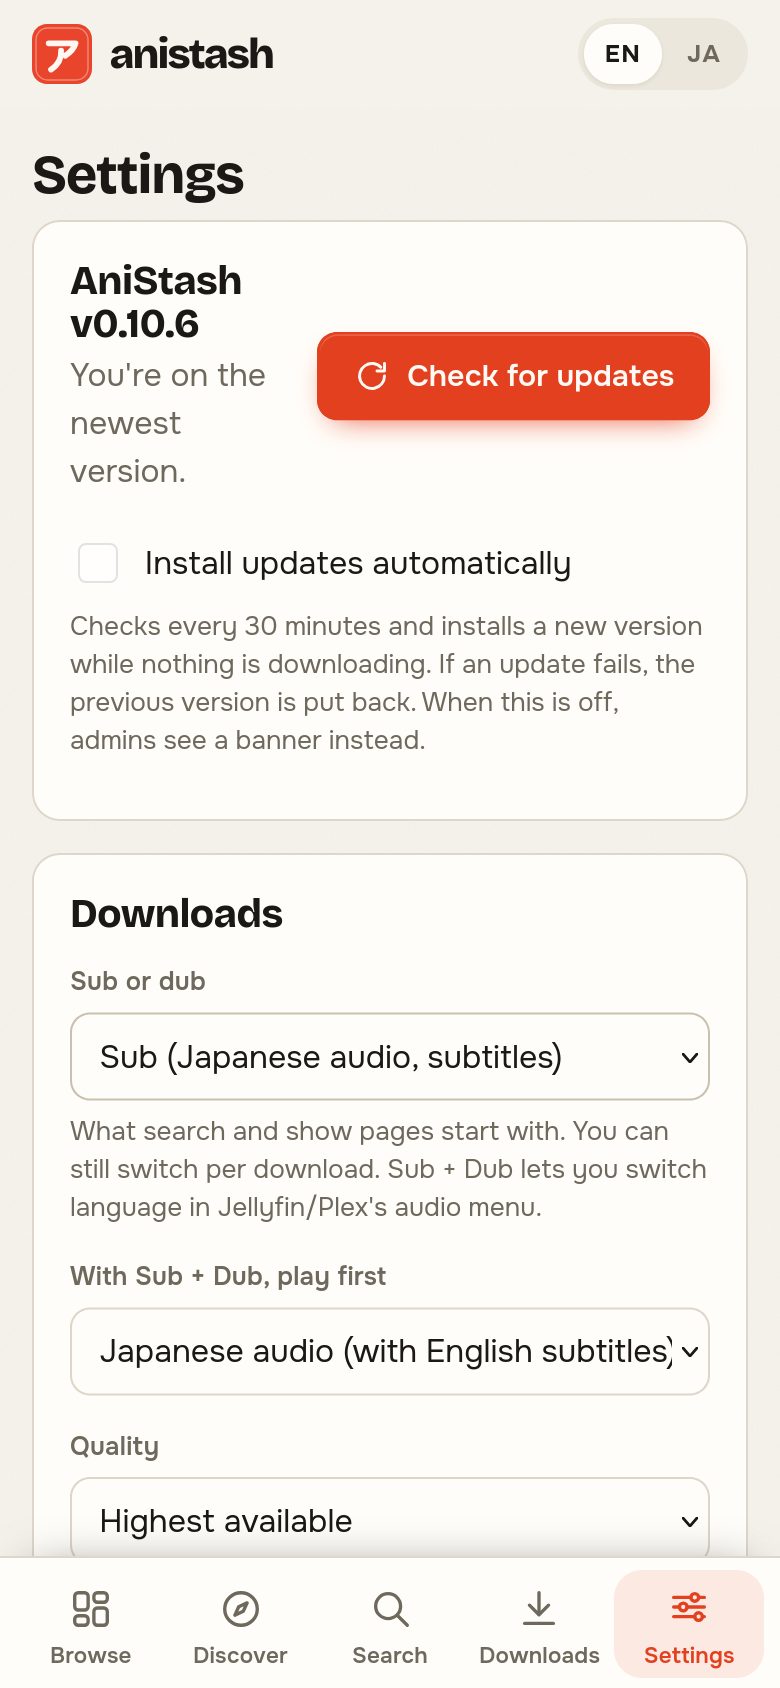 ア anistash
EN JA
Settings
AniStash
v0.10.6
You're on the
newest
version.
Check for updates
Install updates automatically
Checks every 30 minutes and installs a new version
while nothing is downloading. If an update fails, the
previous version is put back. When this is off,
admins see a banner instead.
Downloads
Sub or dub
Sub (Japanese audio, subtitles)
What search and show pages start with. You can
still switch per download. Sub + Dub lets you switch
language in Jellyfin/Plex's audio menu.
With Sub + Dub, play first
Japanese audio (with English subtitles)
Quality
Highest available
Browse
Discover
Search
Downloads
Settings